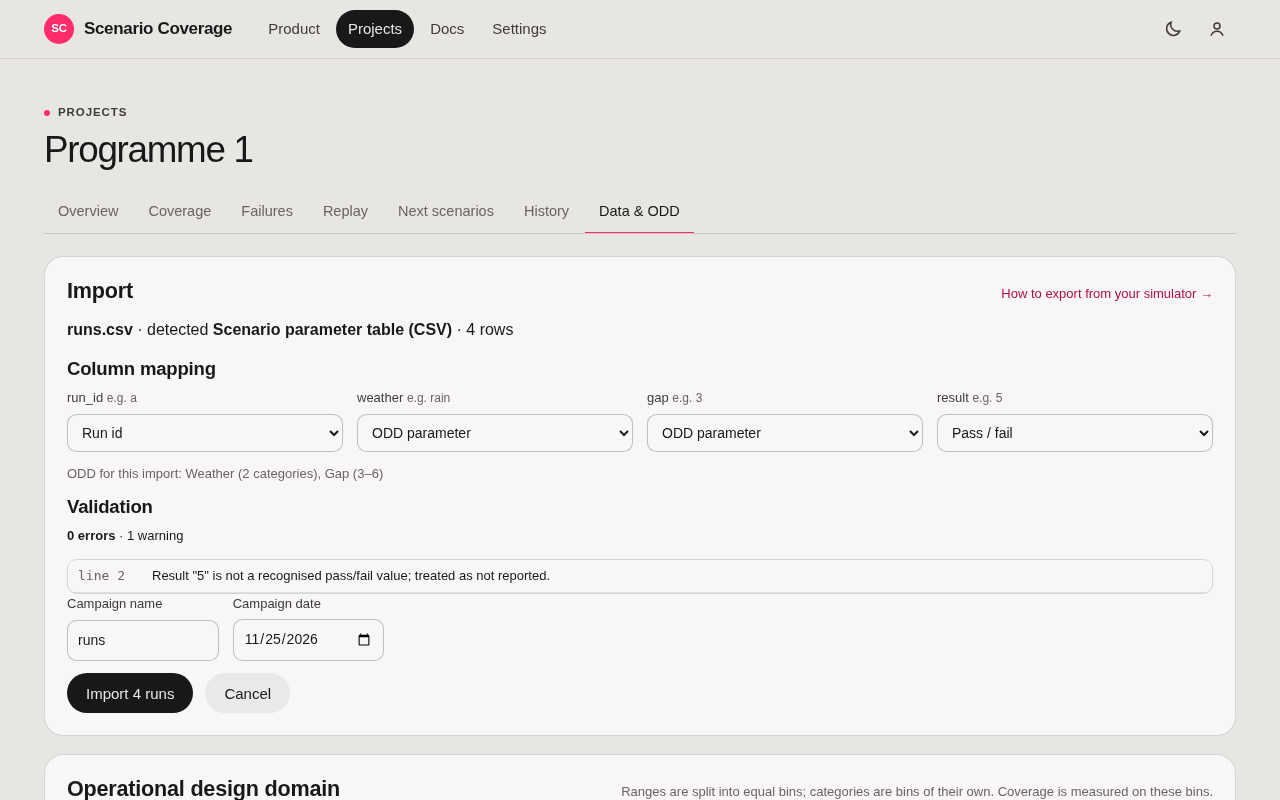 SC Scenario Coverage Product Projects Docs Settings
PROJECTS
Programme 1
Overview Coverage Failures Replay Next scenarios History Data & ODD
Import How to export from your simulator →
runs.csv · detected Scenario parameter table (CSV) · 4 rows
Column mapping
run_id e.g. a weather e.g. rain gap e.g. 3 result e.g. 5
Run id ODD parameter ODD parameter Pass / fail
ODD for this import: Weather (2 categories), Gap (3–6)
Validation
0 errors · 1 warning
line 2 Result "5" is not a recognised pass/fail value; treated as not reported.
Campaign name Campaign date
runs 11/25/2026
Import 4 runs Cancel
Operational design domain Ranges are split into equal bins; categories are bins of their own. Coverage is measured on these bins.